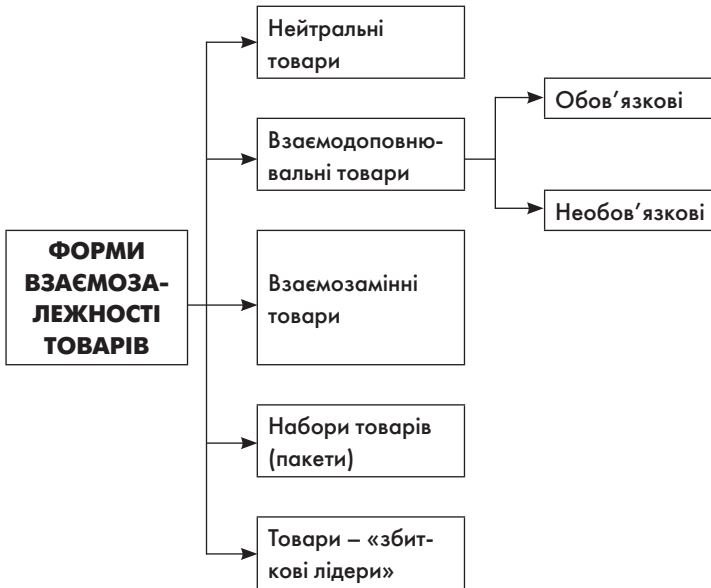 Нейтральні
товари
Обов’язкові
Взаємодоповню-
вальні товари
Необов’язкові
ФОРМИ
ВЗАЄМОЗА-
ЛЕЖНОСТІ
ТОВАРІВ
Взаємозамінні
товари
Набори товарів
(пакети)
Товари – «збит-
кові лідери»